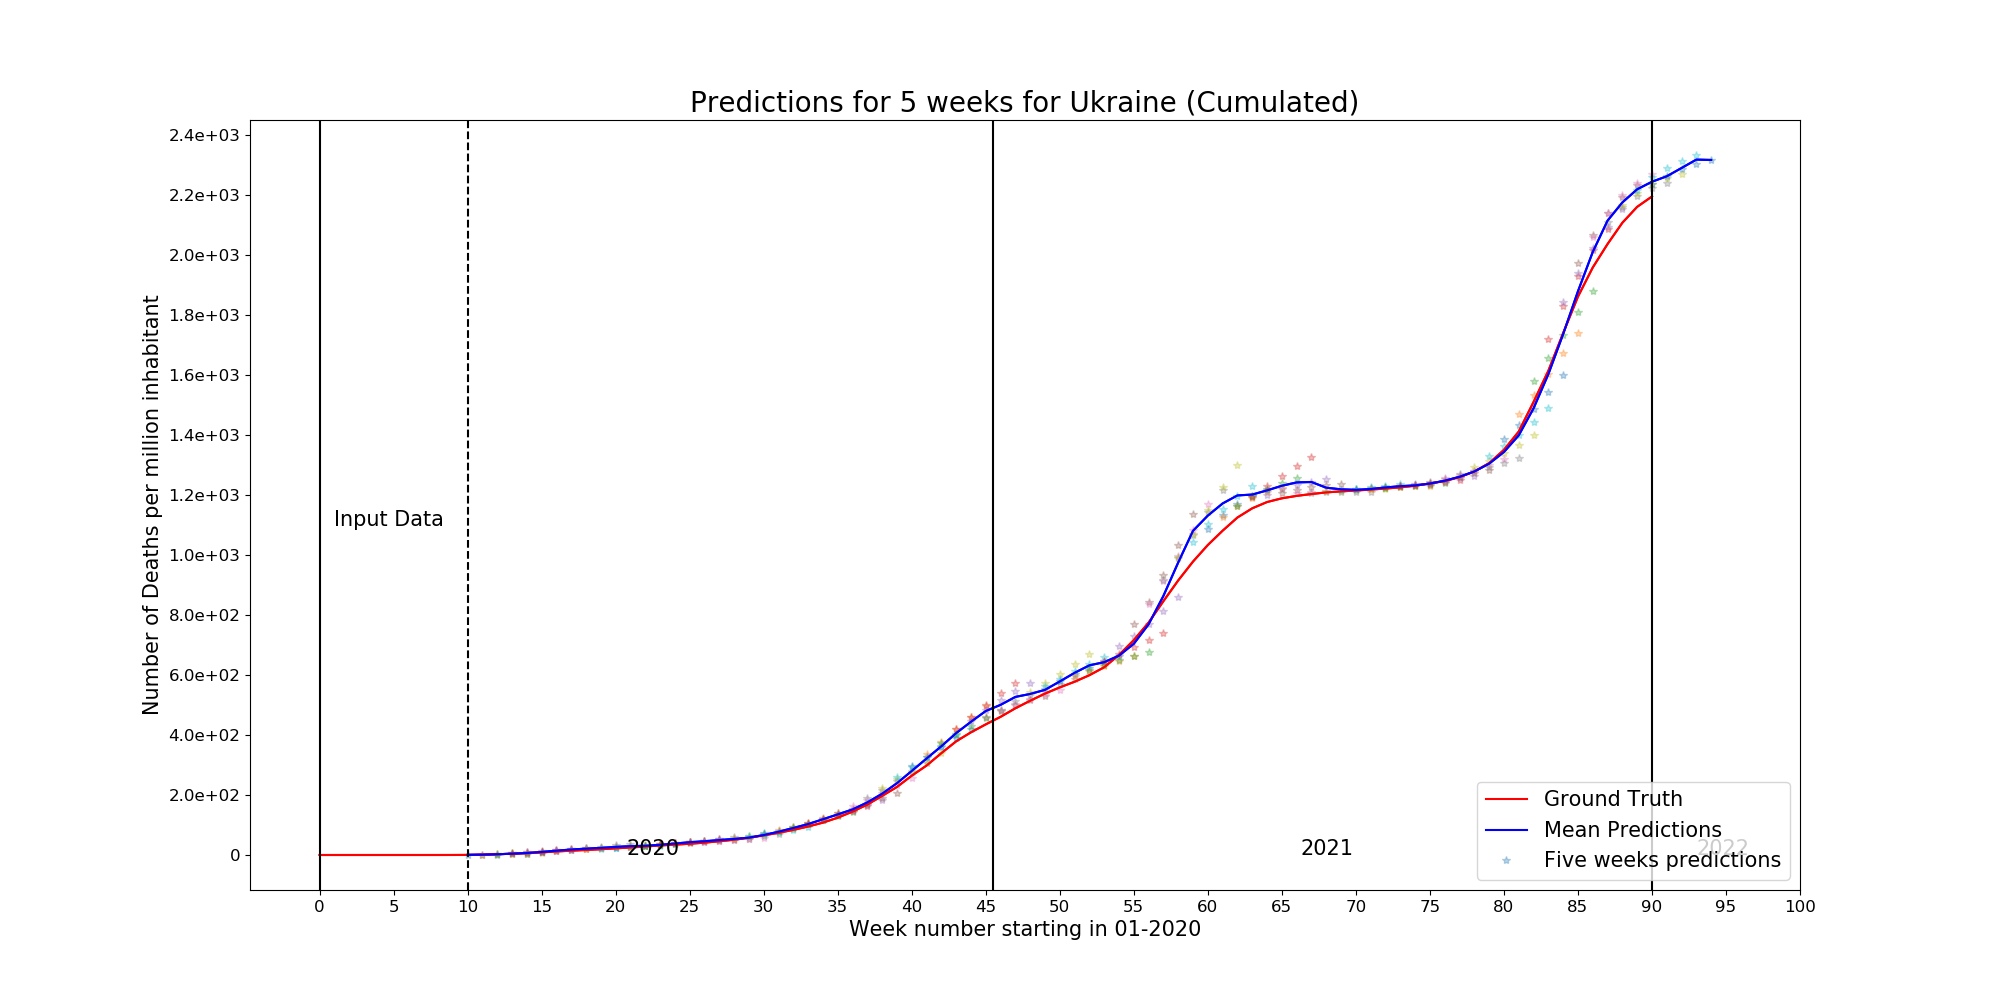 Predictions for 5 weeks for Ukraine (Cumulated)
Number of Deaths per million inhabitant
2.4e+03
2.2e+03
2.0e+03
1.8e+03
1.6e+03
1.4e+03
1.2e+03
1.0e+03
8.0e+02
6.0e+02
4.0e+02
2.0e+02
0
Input Data
2020
2021
2022
Ground Truth
Mean Predictions
Five weeks predictions
0 5 10 15 20 25 30 35 40 45 50 55 60 65 70 75 80 85 90 95 100
Week number starting in 01-2020